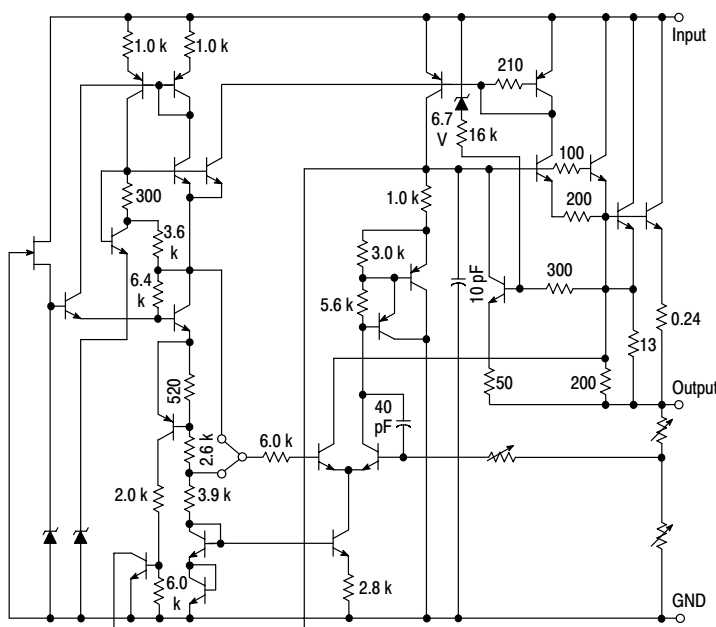 Input
1.0 k
1.0 k
210
6.7
V
16 k
100
300
1.0 k
200
3.6
k
3.0 k
6.4
k
10 pF
300
5.6 k
0.24
13
520
50
200
Output
40
pF
2.6 k
6.0 k
2.0 k
3.9 k
6.0
k
2.8 k
GND